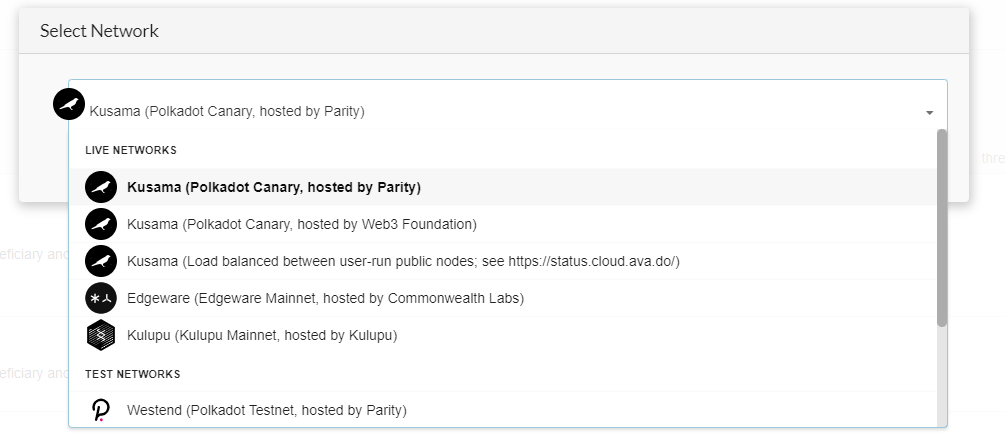 Select Network
Kusama (Polkadot Canary, hosted by Parity)
LIVE NETWORKS
Kusama (Polkadot Canary, hosted by Parity)
thre
Kusama (Polkadot Canary, hosted by Web3 Foundation)
eficiary and
Kusama (Load balanced between user-run public nodes; see https://status.cloud.ava.do/)
Edgeware (Edgeware Mainnet, hosted by Commonwealth Labs)
Kulupu (Kulupu Mainnet, hosted by Kulupu)
TEST NETWORKS
eficiary and
Westend (Polkadot Testnet, hosted by Parity)